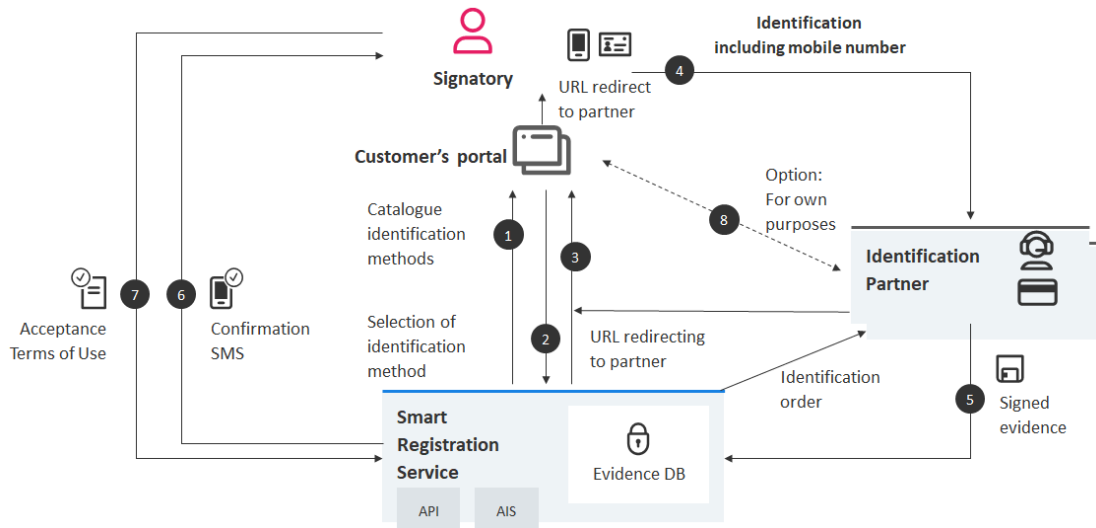 Identification
including mobile number
4
Signatory
URL redirect
to partner
Customer's portal
Option:
For own
purposes
8
Catalogue
identification
methods
1
3
Identification
Partner
7
6
Acceptance
Terms of Use
Confirmation
SMS
Selection of
identification
method
2
URL redirecting
to partner
Identification
order
5
Signed
evidence
Smart
Registration
Service
Evidence DB
API
AIS